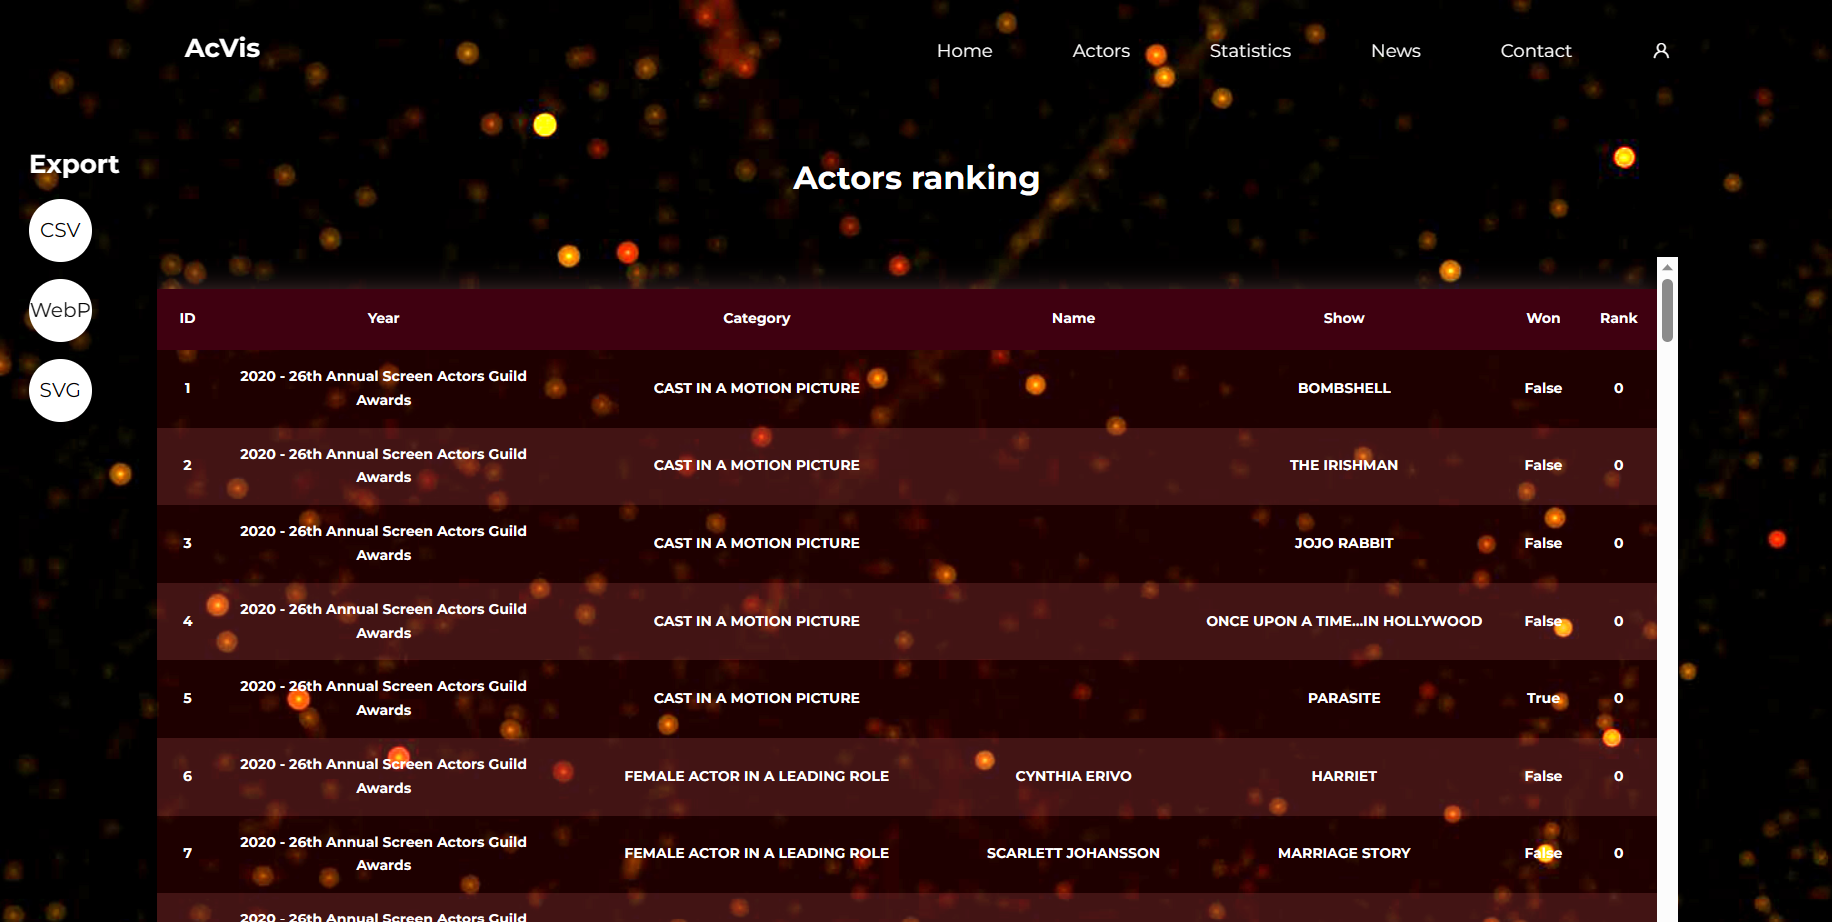 AcVis
Home Actors Statistics News Contact
Export
CSV
WebP
SVG
Actors ranking
ID Year Category Name Show Won Rank
1 2020 - 26th Annual Screen Actors Guild Awards CAST IN A MOTION PICTURE BOMBSHELL False 0
2 2020 - 26th Annual Screen Actors Guild Awards CAST IN A MOTION PICTURE THE IRISHMAN False 0
3 2020 - 26th Annual Screen Actors Guild Awards CAST IN A MOTION PICTURE JOJO RABBIT False 0
4 2020 - 26th Annual Screen Actors Guild Awards CAST IN A MOTION PICTURE ONCE UPON A TIME...IN HOLLYWOOD False 0
5 2020 - 26th Annual Screen Actors Guild Awards CAST IN A MOTION PICTURE PARASITE True 0
6 2020 - 26th Annual Screen Actors Guild Awards FEMALE ACTOR IN A LEADING ROLE CYNTHIA ERIVO HARRIET False 0
7 2020 - 26th Annual Screen Actors Guild Awards FEMALE ACTOR IN A LEADING ROLE SCARLETT JOHANSSON MARRIAGE STORY False 0
2020 - 26th Annual Screen Actors Guild